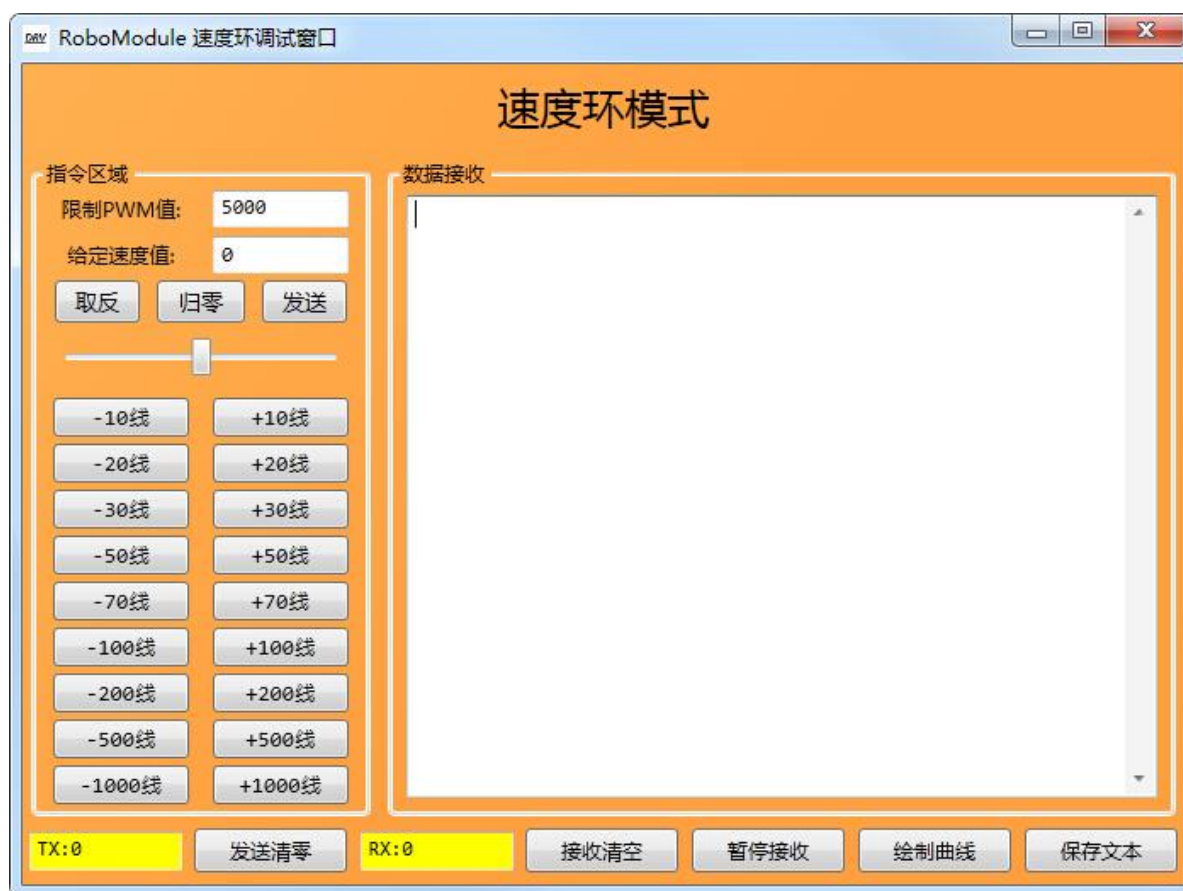 DRV RoboModule 速度环调试窗口
速度环模式
指令区域
限制PWM值: 5000
给定速度值: 0
取反 归零 发送
-10线 +10线
-20线 +20线
-30线 +30线
-50线 +50线
-70线 +70线
-100线 +100线
-200线 +200线
-500线 +500线
-1000线 +1000线
数据接收
TX:0 发送清零 RX:0 接收清空 暂停接收 绘制曲线 保存文本